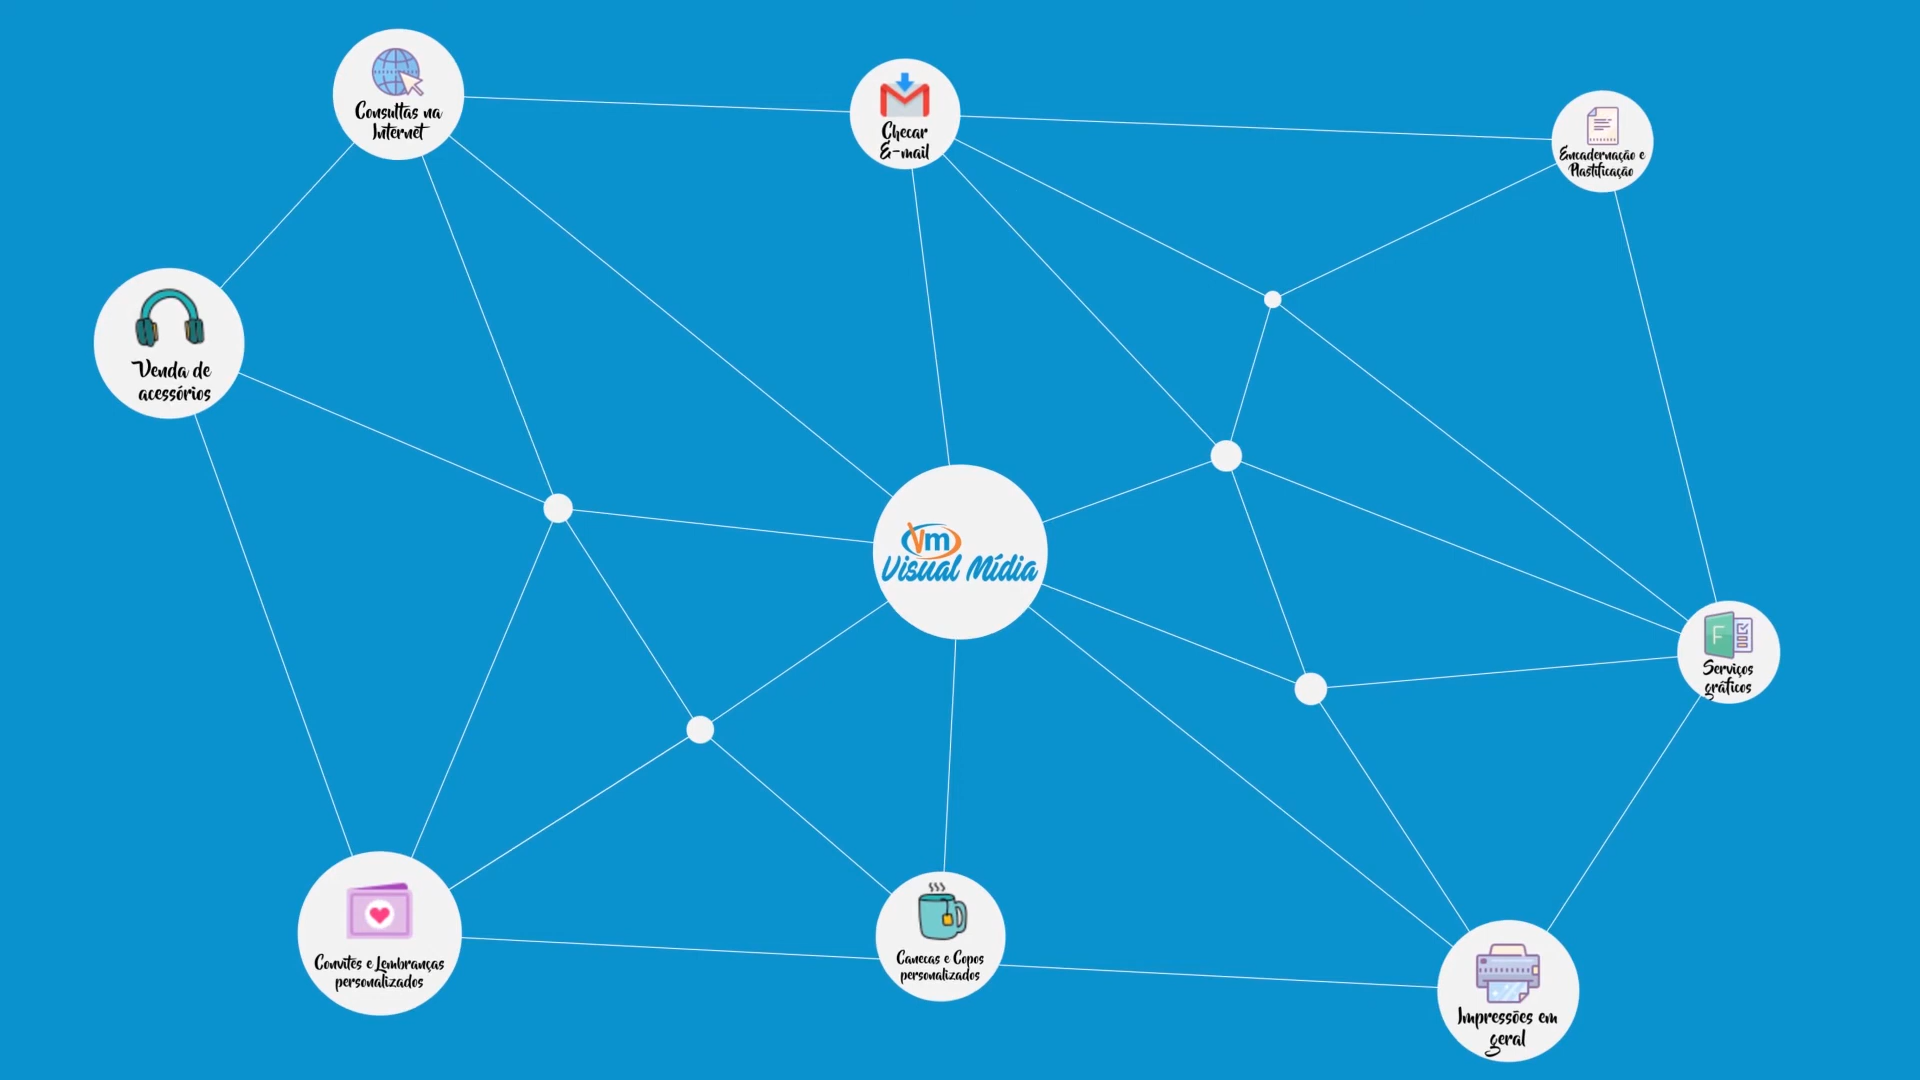 Consultas na
Internet
Checar
E-mail
Encadernação e
Plastificação
Venda de
acessórios
Vm
Visual Mídia
F
Serviços
gráficos
Convites e Lembranças
personalizados
Canecas e Copos
personalizados
Impressões em
geral